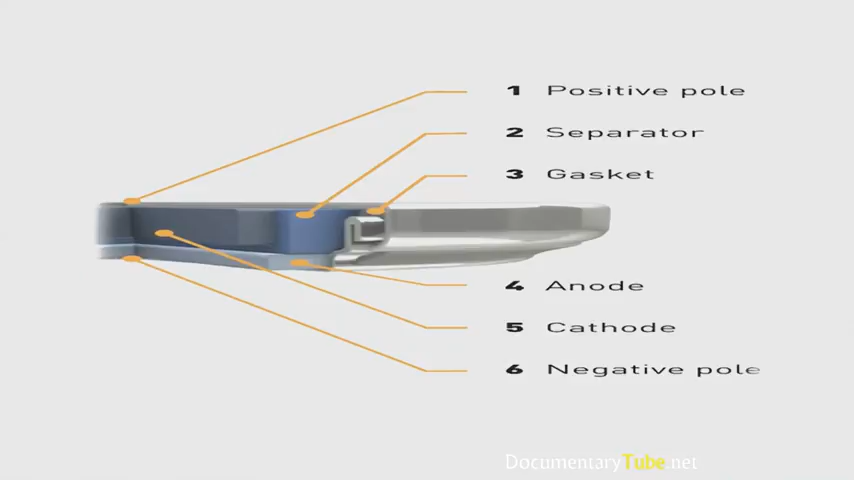 1 Positive pole
2 Separator
3 Gasket
4 Anode
5 Cathode
6 Negative pole
DocumentaryTube.net